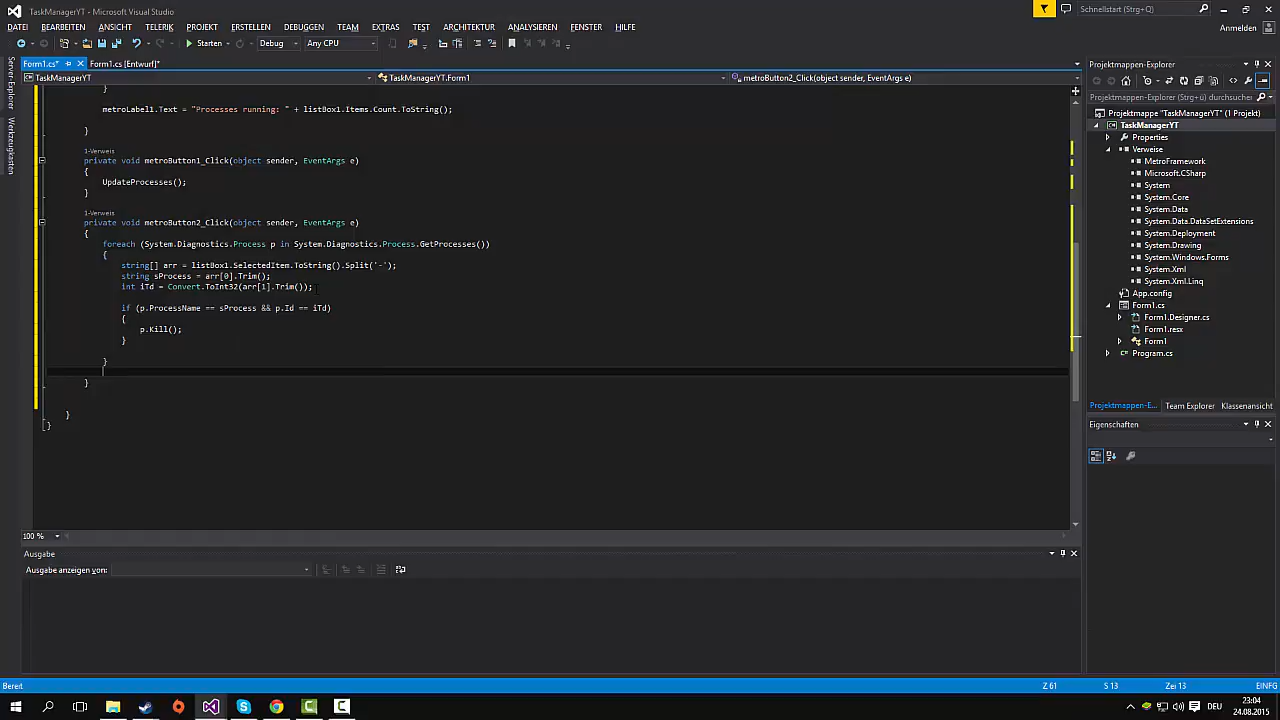 TaskManagerYT - Microsoft Visual Studio
Schnellstart (Strg+Q)
DATEI BEARBEITEN ANSICHT TELERIK PROJEKT ERSTELLEN DEBUGGEN TEAM EXTRAS TEST ARCHITEKTUR ANALYSIEREN FENSTER HILFE
Anmelden
Starten Debug Any CPU
Form1.cs* Form1.cs [Entwurf]*
TaskManagerYT TaskManagerYT.Form1 metroButton2_Click(object sender, EventArgs e)
Server-Explorer
Werkzeugkasten
}
metroLabel1.Text = "Processes running: " + listBox1.Items.Count.ToString();
}
1-Verweis
private void metroButton1_Click(object sender, EventArgs e)
{
UpdateProcesses();
}
1-Verweis
private void metroButton2_Click(object sender, EventArgs e)
{
foreach (System.Diagnostics.Process p in System.Diagnostics.Process.GetProcesses())
{
string[] arr = listBox1.SelectedItem.ToString().Split('-');
string sProcess = arr[0].Trim();
int iTd = Convert.ToInt32(arr[1].Trim());
if (p.ProcessName == sProcess && p.Id == iTd)
{
p.Kill();
}
}
}
}
}
100 %
Projektmappen-Explorer
Projektmappen-Explorer (Strg+ü) durchsuchen
Projektmappe "TaskManagerYT" (1 Projekt)
TaskManagerYT
Properties
Verweise
MetroFramework
Microsoft.CSharp
System
System.Core
System.Data
System.Data.DataSetExtensions
System.Deployment
System.Drawing
System.Windows.Forms
System.Xml
System.Xml.Linq
App.config
Form1.cs
Form1.Designer.cs
Form1.resx
Form1
Program.cs
Projektmappen-E... Team Explorer Klassenansicht
Eigenschaften
Ausgabe
Ausgabe anzeigen von:
Bereit Z 61 S 13 Zei 13 EINFG
DEU 23:04
24.08.2015